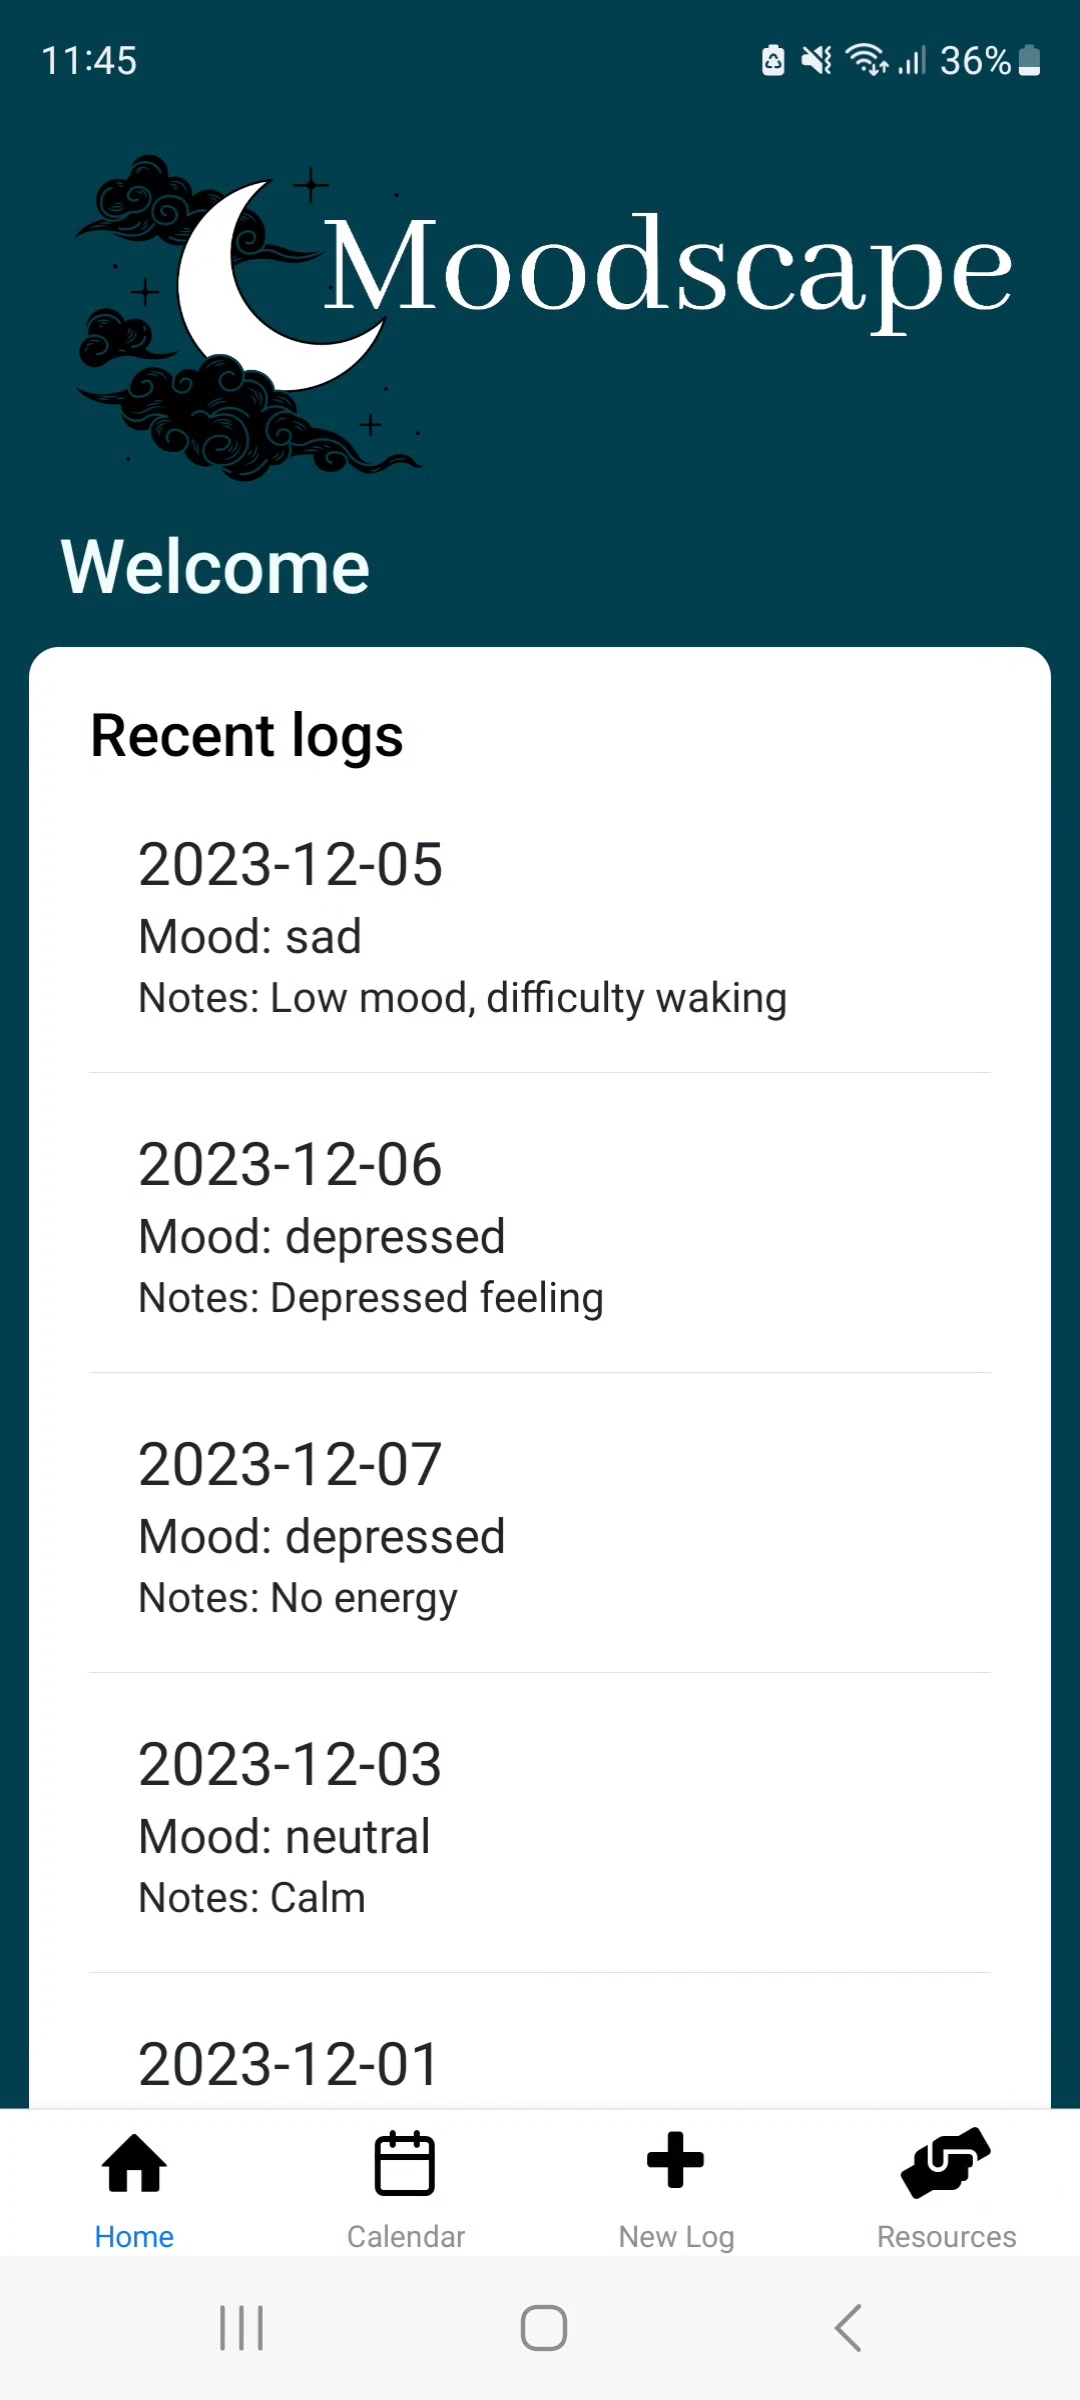 11:45
36%
Moodscape
Welcome
Recent logs
2023-12-05
Mood: sad
Notes: Low mood, difficulty waking
2023-12-06
Mood: depressed
Notes: Depressed feeling
2023-12-07
Mood: depressed
Notes: No energy
2023-12-03
Mood: neutral
Notes: Calm
2023-12-01
Home
Calendar
New Log
Resources